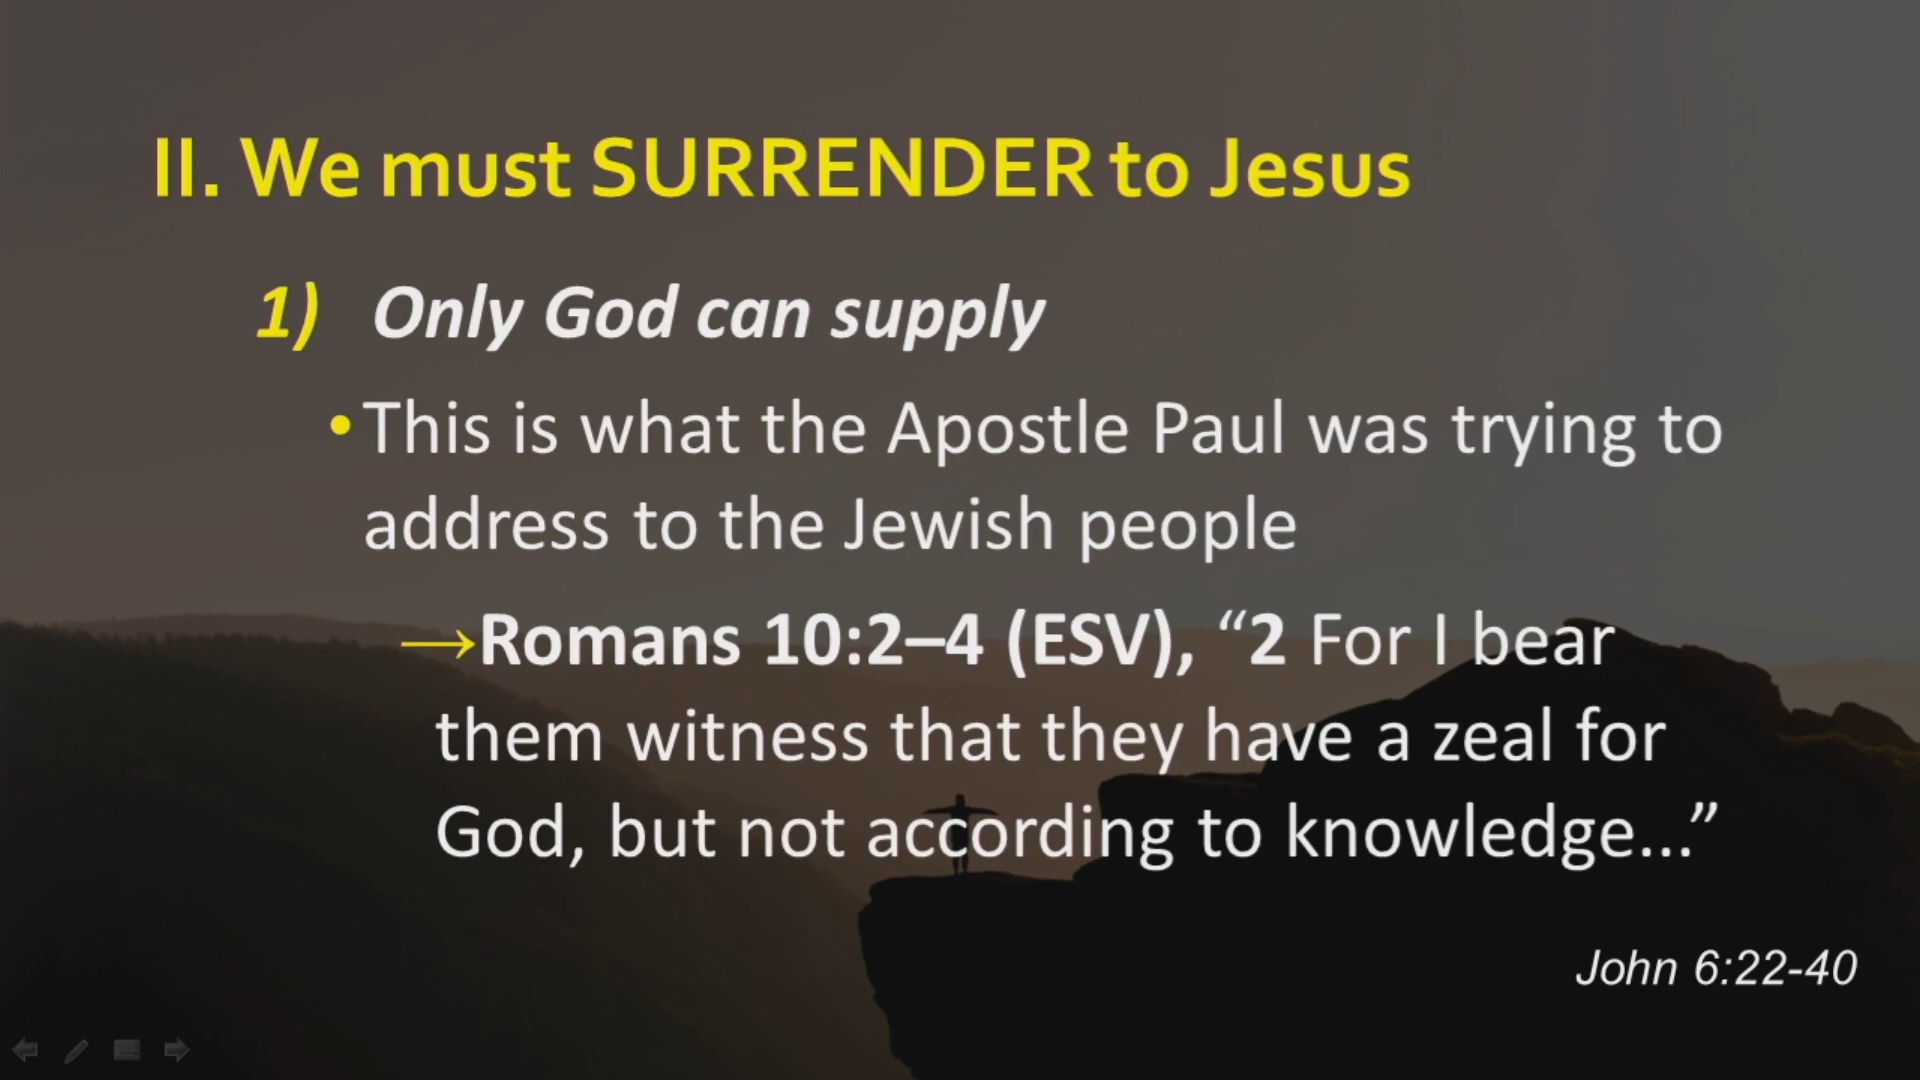 II. We must SURRENDER to Jesus
1) Only God can supply
• This is what the Apostle Paul was trying to
address to the Jewish people
→Romans 10:2–4 (ESV), “2 For I bear
them witness that they have a zeal for
God, but not according to knowledge...”
John 6:22-40